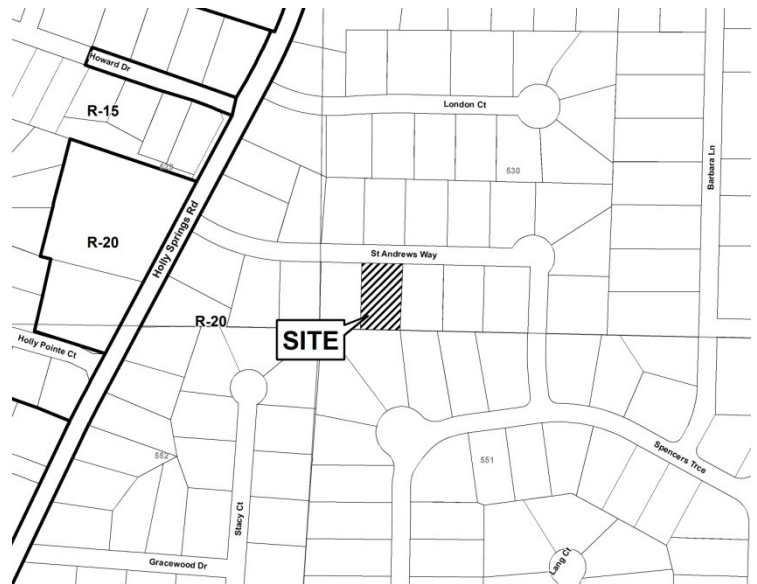 Howard Dr
R-15
London Ct
529
530
Barbara Ln
R-20
Holly Springs Rd
St Andrews Way
R-20
SITE
Holly Pointe Ct
552
551
Spencers Trce
Stacy Ct
Gracewood Dr
Lang Ct